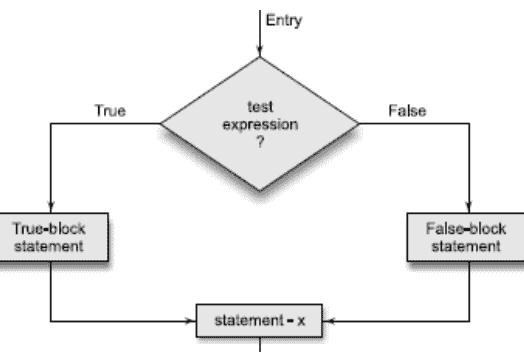 Entry
test
expression
?
True
False
True-block
statement
False-block
statement
statement - x